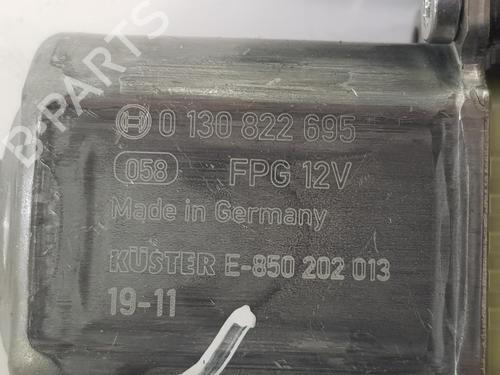 B PARTS
0 130 822 695
058 FPG 12V
Made in Germany
KÜSTER E-850 202 013
19-11